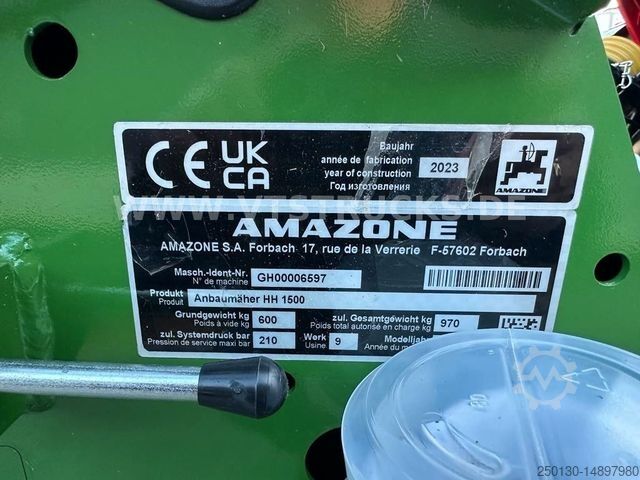 CE UK CA
Baujahr
année de fabrication
year of construction
Год изготовления
2023
AMAZONE
WWW.VTSTRUCKS.DE
AMAZONE
AMAZONE S.A. Forbach 17, rue de la Verrerie F-57602 Forbach
Masch.-Ident-Nr. GH00006597
N° de machine
Produkt Anbaumäher HH 1500
Produit
Grundgewicht kg 600 zul. Gesamtgewicht kg 970
Poids à vide kg Poids total autorisé en charge kg
zul. Systemdruck bar 210 Werk 9 Modelljahr
Pression de service maxi bar Usine Année du
250130-14897980